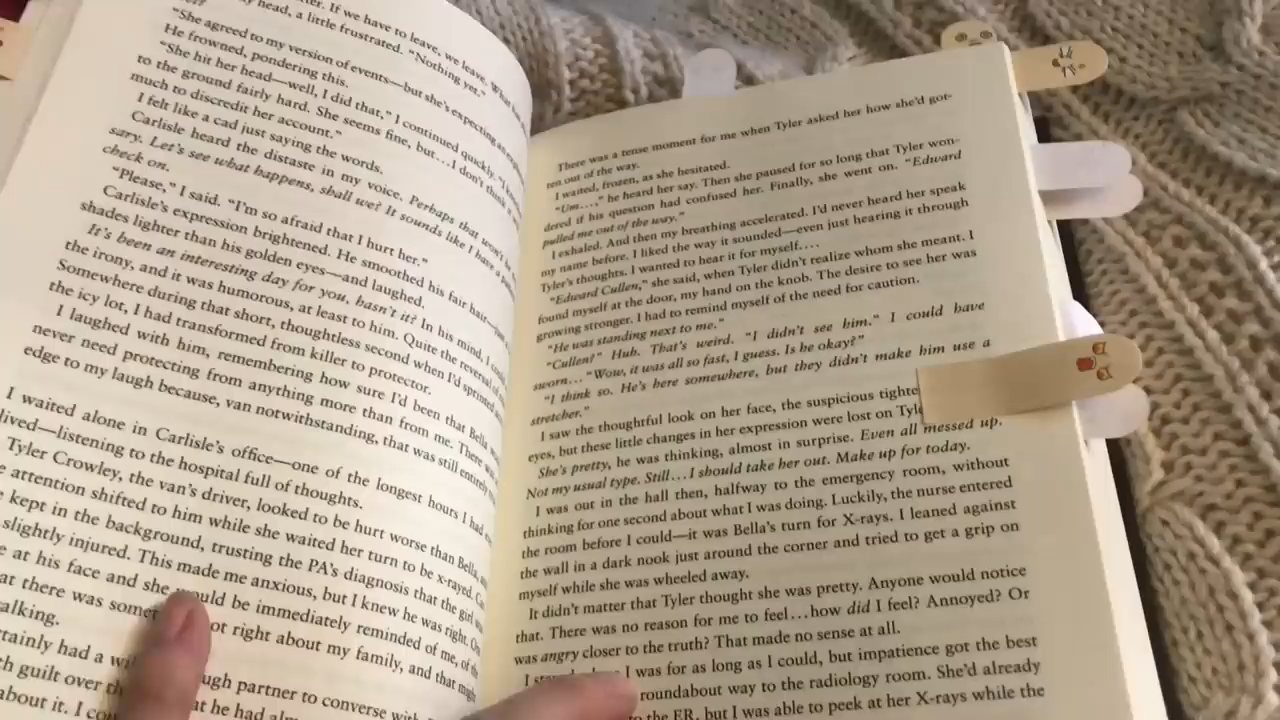 If we have to leave, we leave.
head, a little frustrated. "Nothing yet."
"She agreed to my version of events—but she's expecting an
He frowned, pondering this.
"She hit her head—well, I did that," I continued quickly.
to the ground fairly hard. She seems fine, but...I don't think
much to discredit her account."
I felt like a cad just saying the words.
Carlisle heard the distaste in my voice. Perhaps that
sary. Let's see what happens, shall we? It sounds like I have a
check on.
"Please," I said. "I'm so afraid that I hurt her."
Carlisle's expression brightened. He smoothed his fair hair—
shades lighter than his golden eyes—and laughed.
It's been an interesting day for you, hasn't it? In his mind, I
the irony, and it was humorous, at least to him. Quite the reversal of
Somewhere during that short, thoughtless second when I'd sprinted
the icy lot, I had transformed from killer to protector.
I laughed with him, remembering how sure I'd been that Bella
never need protecting from anything more than from me. There was
edge to my laugh because, van notwithstanding, that was still entirely
I waited alone in Carlisle's office—one of the longest hours I had
lived—listening to the hospital full of thoughts.
Tyler Crowley, the van's driver, looked to be hurt worse than Bella,
attention shifted to him while she waited her turn to be x-rayed.
kept in the background, trusting the PA's diagnosis that the girl
slightly injured. This made me anxious, but I knew he was right.
at his face and she would be immediately reminded of me, of the
at there was not right about my family, and that might
alking.
tainly had a partner to converse with
guilt over
about it. I
There was a tense moment for me when Tyler asked her how she'd got-
ten out of the way.
I waited, frozen, as she hesitated.
"Um...," he heard her say. Then she paused for so long that Tyler won-
dered if his question had confused her. Finally, she went on. "Edward
pulled me out of the way."
I exhaled. And then my breathing accelerated. I'd never heard her speak
my name before. I liked the way it sounded—even just hearing it through
Tyler's thoughts. I wanted to hear it for myself....
"Edward Cullen," she said, when Tyler didn't realize whom she meant. I
found myself at the door, my hand on the knob. The desire to see her was
growing stronger. I had to remind myself of the need for caution.
"He was standing next to me."
"Cullen?" Huh. That's weird. "I didn't see him." I could have
sworn... "Wow, it was all so fast, I guess. Is he okay?"
"I think so. He's here somewhere, but they didn't make him use a
stretcher."
I saw the thoughtful look on her face, the suspicious
eyes, but these little changes in her expression were lost on
She's pretty, he was thinking, almost in surprise. Even all messed up.
Not my usual type. Still...I should take her out. Make up for today.
I was out in the hall then, halfway to the emergency room, without
thinking for one second about what I was doing. Luckily, the nurse entered
the room before I could—it was Bella's turn for X-rays. I leaned against
the wall in a dark nook just around the corner and tried to get a grip on
myself while she was wheeled away.
It didn't matter that Tyler thought she was pretty. Anyone would notice
that. There was no reason for me to feel...how did I feel? Annoyed? Or
was angry closer to the truth? That made no sense at all.
I was for as long as I could, but impatience got the best
roundabout way to the radiology room. She'd already
the ER, but I was able to peek at her X-rays while the